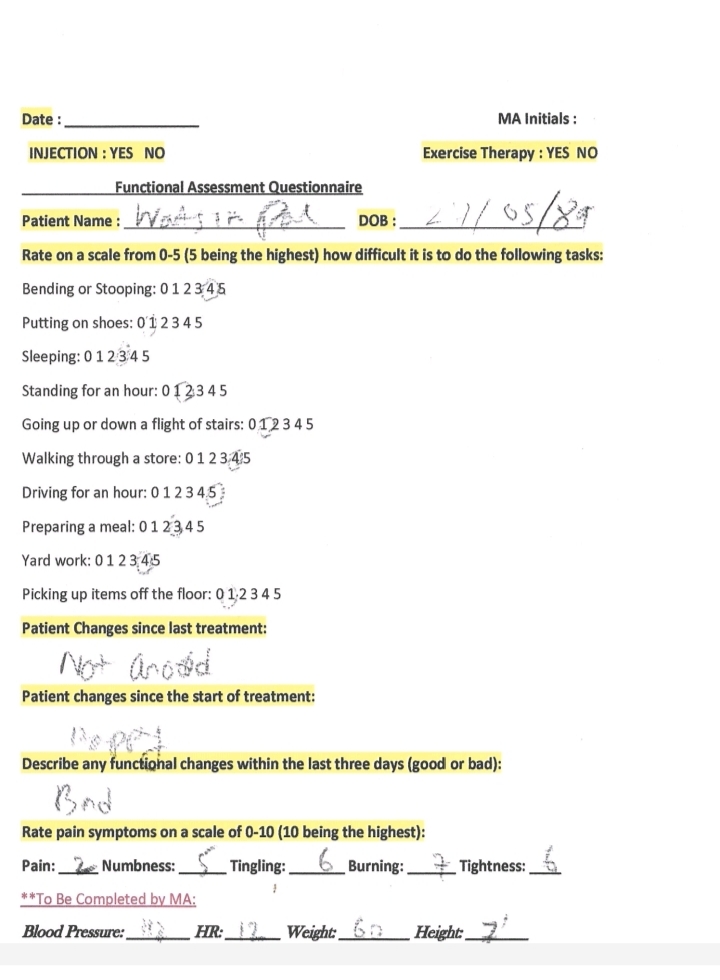 Date : ____________
MA Initials :
INJECTION : YES NO
Exercise Therapy : YES NO
Functional Assessment Questionnaire
Patient Name : DOB : /05/89
Rate on a scale from 0-5 (5 being the highest) how difficult it is to do the following tasks:
Bending or Stooping: 0 1 2 3 4 5
Putting on shoes: 0 1 2 3 4 5
Sleeping: 0 1 2 3 4 5
Standing for an hour: 0 1 2 3 4 5
Going up or down a flight of stairs: 0 1 2 3 4 5
Walking through a store: 0 1 2 3 4 5
Driving for an hour: 0 1 2 3 4 5
Preparing a meal: 0 1 2 3 4 5
Yard work: 0 1 2 3 4 5
Picking up items off the floor: 0 1 2 3 4 5
Patient Changes since last treatment:
Not
Patient changes since the start of treatment:
Describe any functional changes within the last three days (good or bad):
Bad
Rate pain symptoms on a scale of 0-10 (10 being the highest):
Pain: 2 Numbness: 5 Tingling: 6 Burning: 7 Tightness: 6
**To Be Completed by MA:
Blood Pressure: HR: 12 Weight: 60 Height: 7'